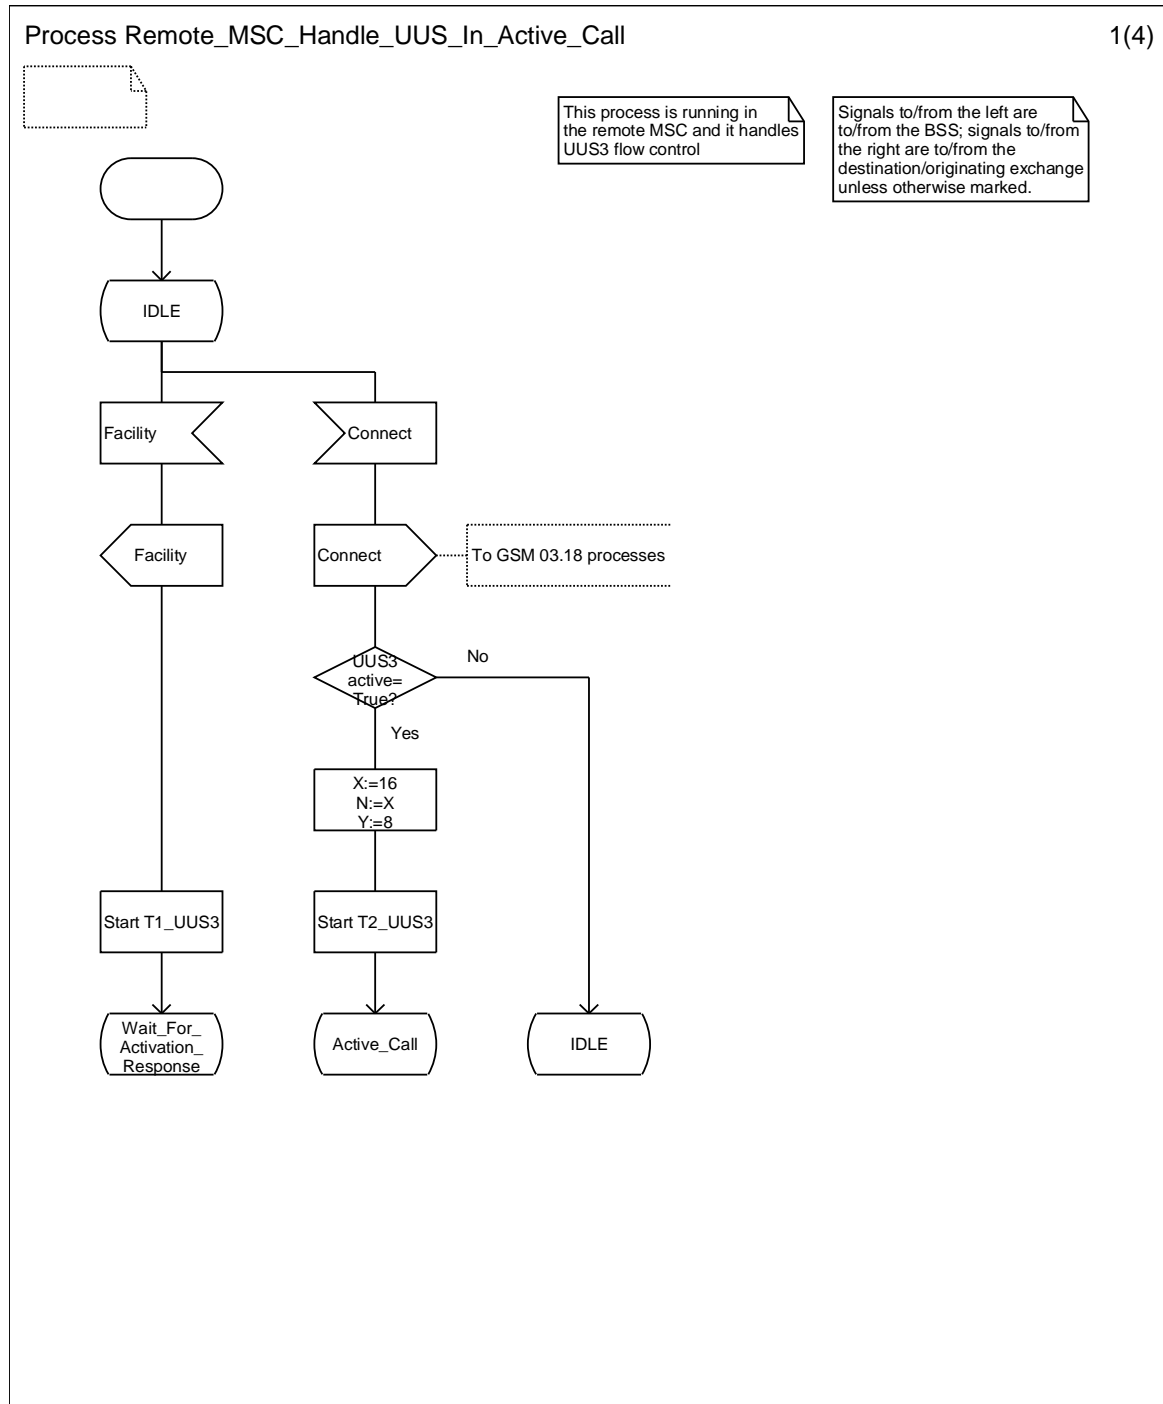 Process Remote_MSC_Handle_UUS_In_Active_Call
1(4)
This process is running in
the remote MSC and it handles
UUS3 flow control
Signals to/from the left are
to/from the BSS; signals to/from
the right are to/from the
destination/originating exchange
unless otherwise marked.
IDLE
Facility
Connect
Facility
Connect
To GSM 03.18 processes
UUS3
active=
True?
No
Yes
X:=16
N:=X
Y:=8
Start T1_UUS3
Start T2_UUS3
Wait_For_
Activation_
Response
Active_Call
IDLE